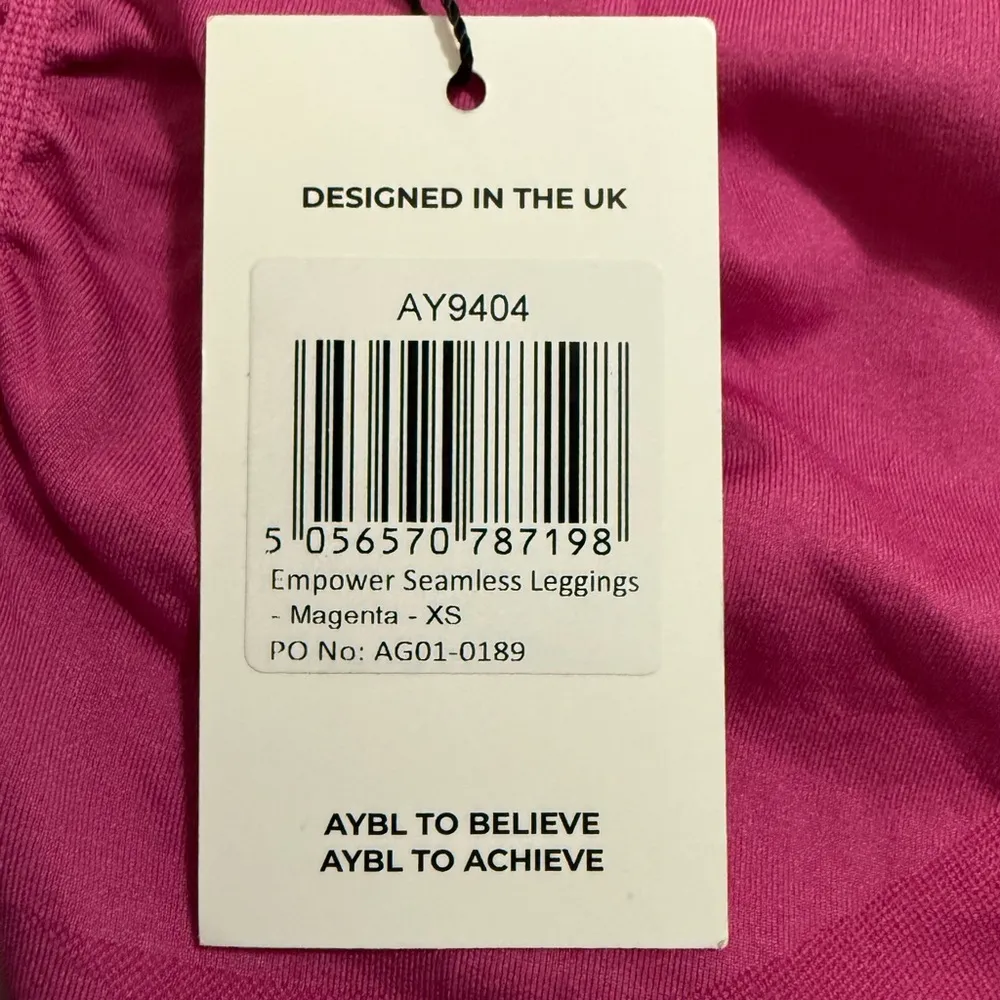 DESIGNED IN THE UK
AY9404
5 056570 787198
Empower Seamless Leggings
- Magenta - XS
PO No: AG01-0189
AYBL TO BELIEVE
AYBL TO ACHIEVE